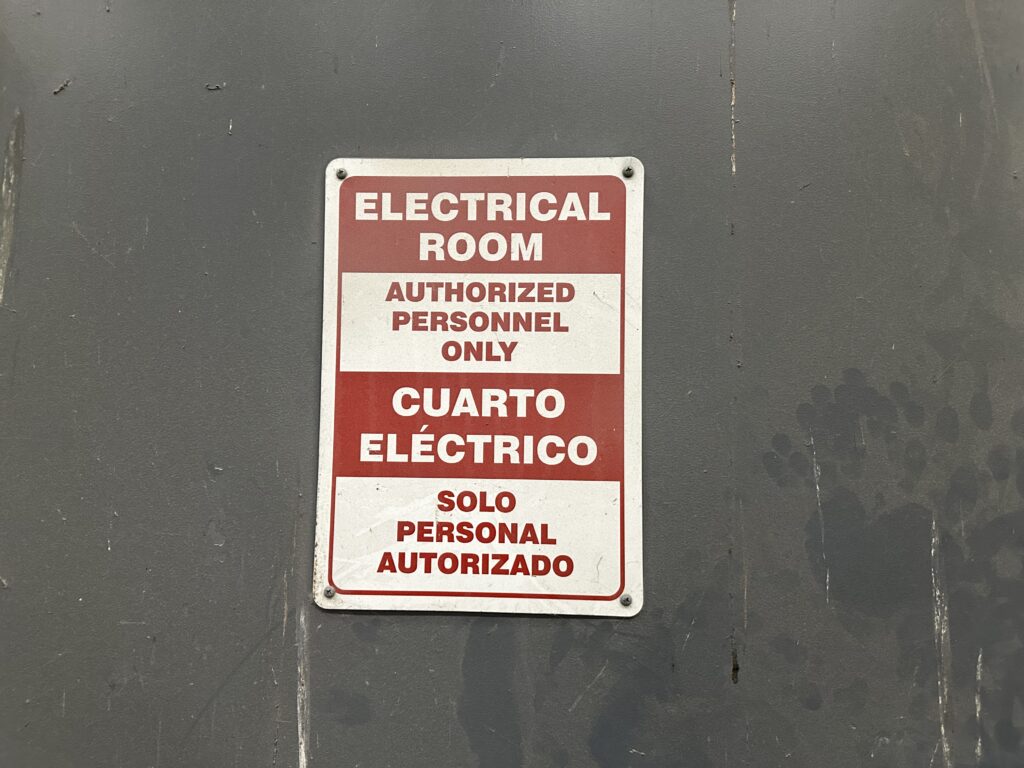 ELECTRICAL
ROOM
AUTHORIZED
PERSONNEL
ONLY
CUARTO
ELÉCTRICO
SOLO
PERSONAL
AUTORIZADO